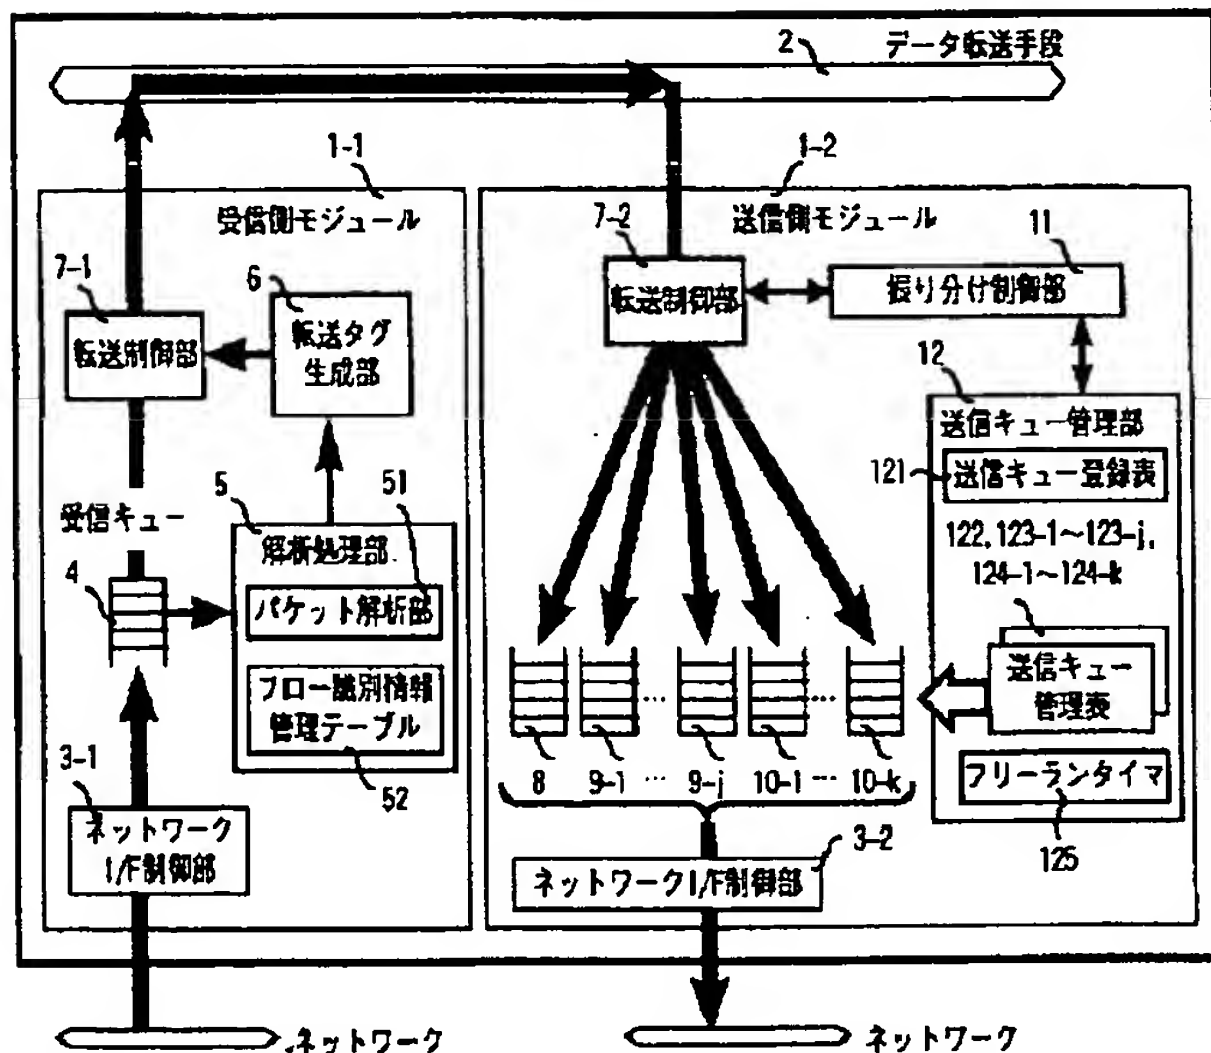 2
データ転送手段
1-1
1-2
受信側モジュール
7-2
送信側モジュール
11
7-1
6
転送制御部
振り分け制御部
転送制御部
転送タグ
生成部
12
送信キュー管理部
121
送信キュー登録表
受信キュー
5
51
122, 123-1～123-j,
124-1～124-k
解析処理部
4
パケット解析部
フロー識別情報
管理テーブル
送信キュー
管理表
3-1
52
8
9-1
…
9-j
10-1
…
10-k
フリーランタイマ
125
ネットワーク
I/F制御部
3-2
ネットワークI/F制御部
ネットワーク
ネットワーク